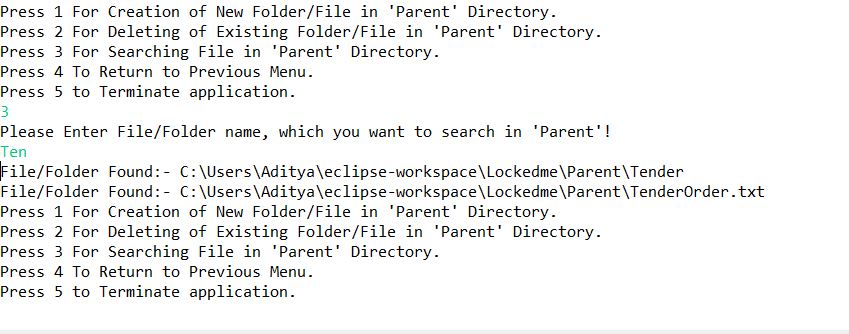 Press 1 For Creation of New Folder/File in 'Parent' Directory.
Press 2 For Deleting of Existing Folder/File in 'Parent' Directory.
Press 3 For Searching File in 'Parent' Directory.
Press 4 To Return to Previous Menu.
Press 5 to Terminate application.
3
Please Enter File/Folder name, which you want to search in 'Parent'!
Ten
File/Folder Found:- C:\Users\Aditya\eclipse-workspace\Lockedme\Parent\Tender
File/Folder Found:- C:\Users\Aditya\eclipse-workspace\Lockedme\Parent\TenderOrder.txt
Press 1 For Creation of New Folder/File in 'Parent' Directory.
Press 2 For Deleting of Existing Folder/File in 'Parent' Directory.
Press 3 For Searching File in 'Parent' Directory.
Press 4 To Return to Previous Menu.
Press 5 to Terminate application.